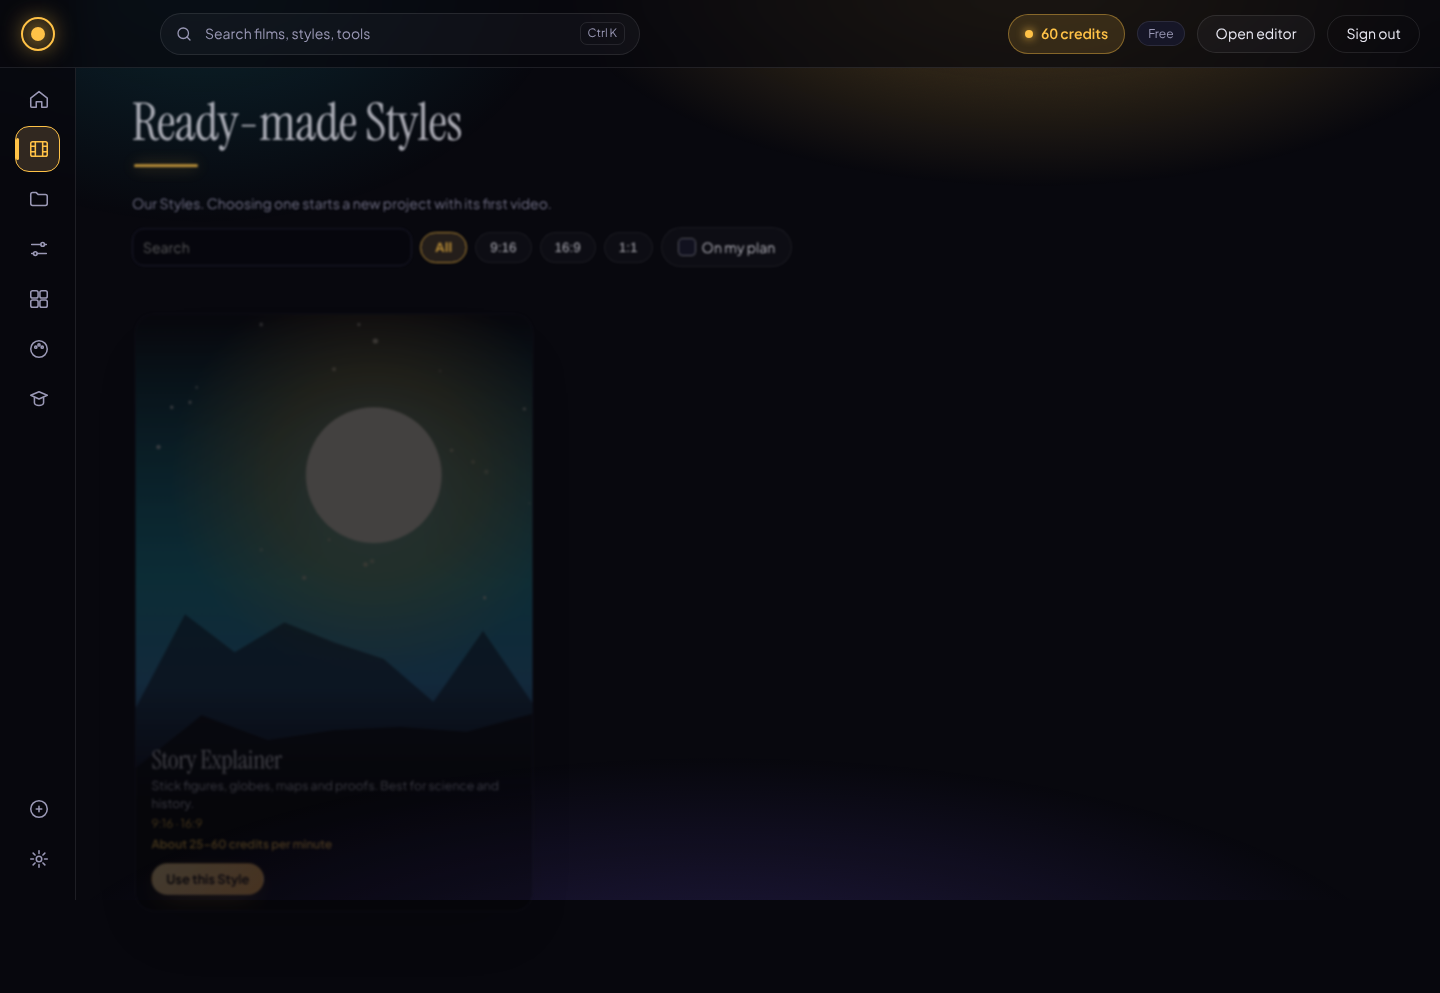 Search films, styles, tools
Ctrl K
60 credits
Free
Open editor
Sign out
Ready-made Styles
Our Styles. Choosing one starts a new project with its first video.
Search
All
9:16
16:9
1:1
On my plan
Story Explainer
Stick figures, globes, maps and proofs. Best for science and
history.
9:16 · 16:9
About 25–60 credits per minute
Use this Style